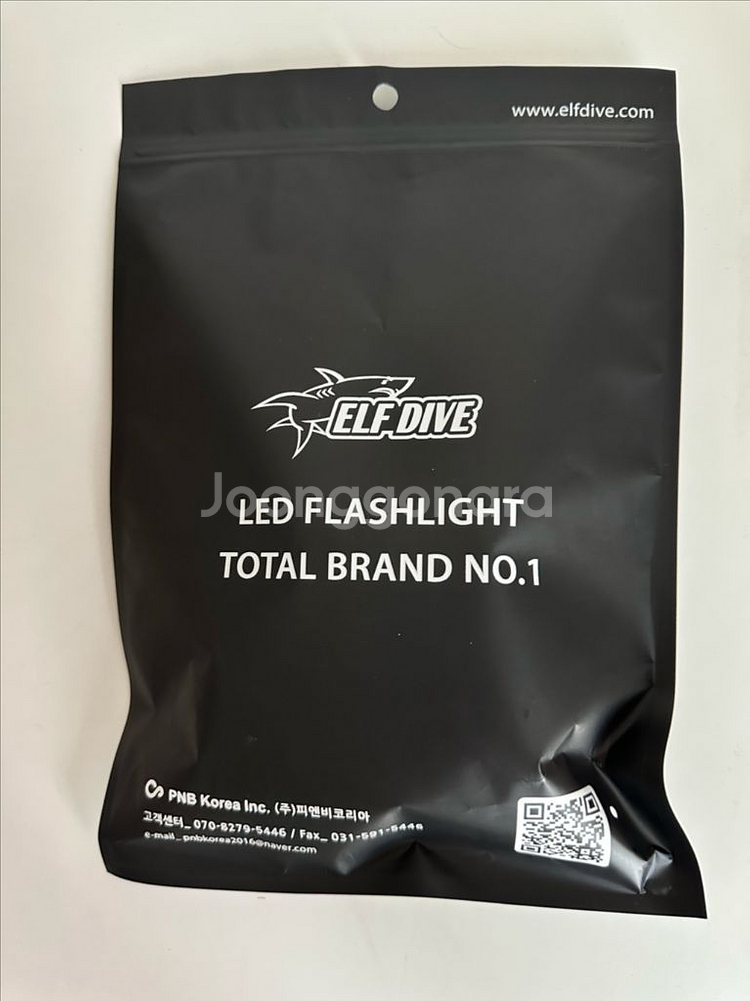 www.elfdive.com
ELF DIVE
Joonggonara
LED FLASHLIGHT
TOTAL BRAND NO.1
PNB Korea Inc. (주)피앤비코리아
고객센터_ 070-8279-5446 / Fax_ 031-591-5446
e-mail_ pnbkorea2016@naver.com